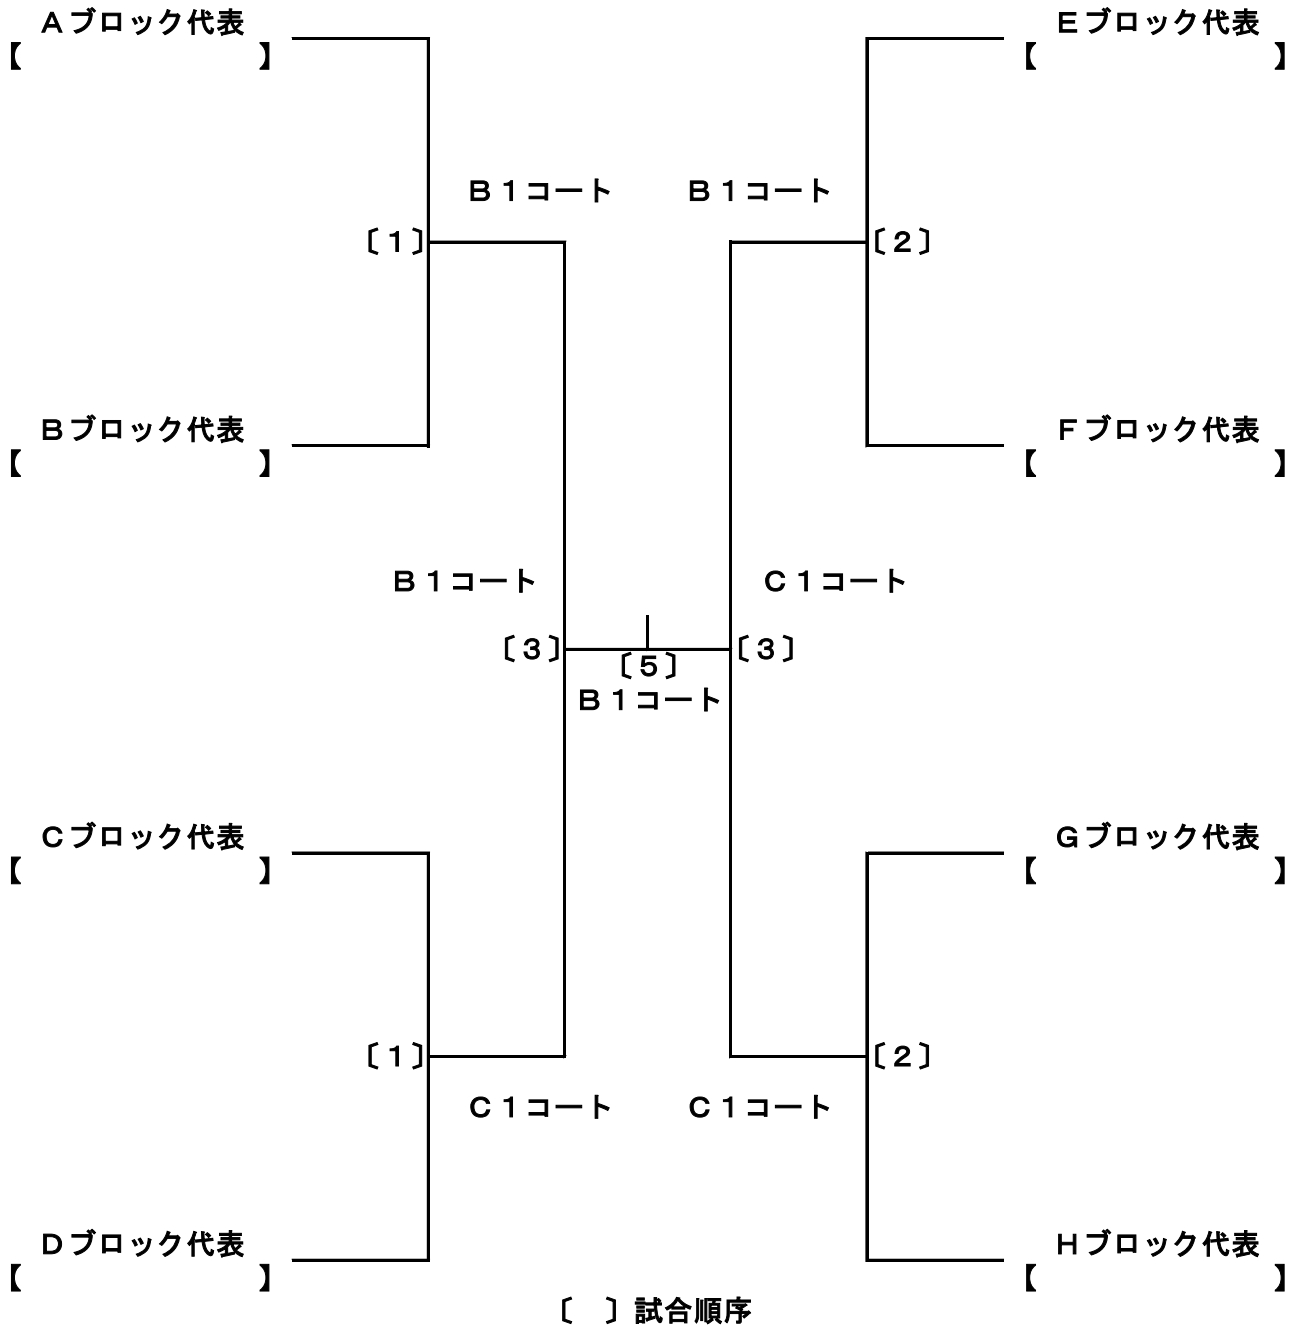 Ａブロック代表
【　　　　　　　　】
Ｅブロック代表
【　　　　　　　　】
Ｂ１コート
Ｂ１コート
〔１〕
〔２〕
Ｂブロック代表
【　　　　　　　　】
Ｆブロック代表
【　　　　　　　　】
Ｂ１コート
Ｃ１コート
〔３〕
〔３〕
〔５〕
Ｂ１コート
Ｃブロック代表
【　　　　　　　　】
Ｇブロック代表
【　　　　　　　　】
〔１〕
〔２〕
Ｃ１コート
Ｃ１コート
Ｄブロック代表
【　　　　　　　　】
Ｈブロック代表
【　　　　　　　　】
〔　〕試合順序